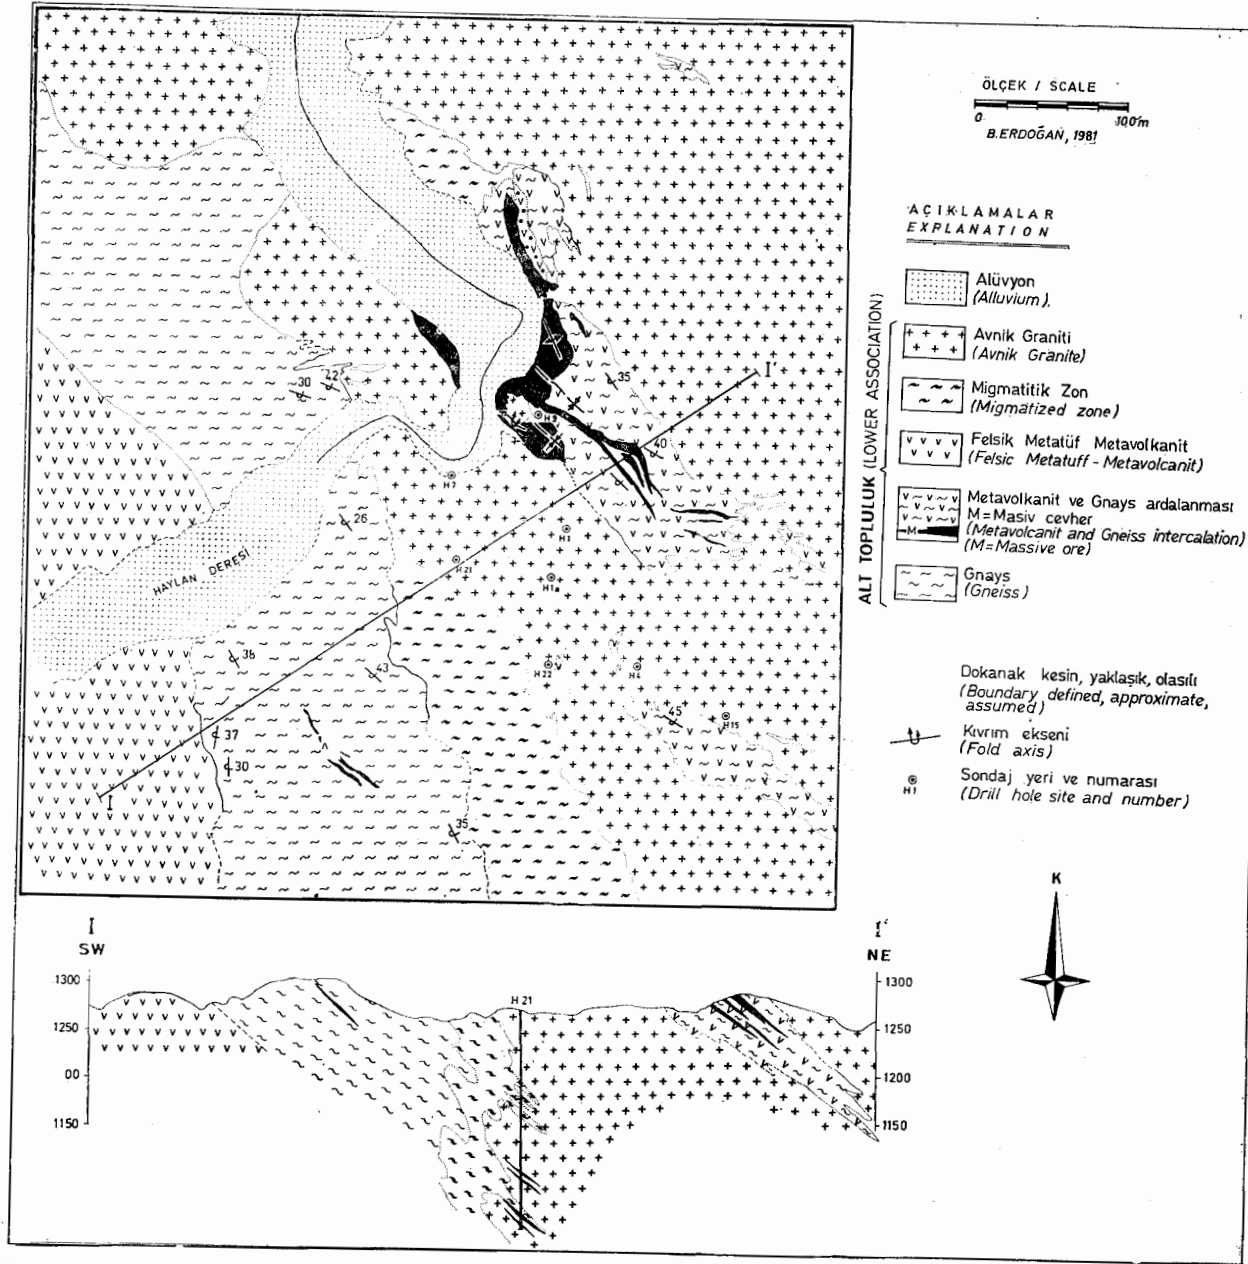 ÖLÇEK / SCALE
0 100m
B.ERDOĞAN, 1981
AÇIKLAMALAR
EXPLANATION
Alüvyon
(Alluvium).
Avnik Graniti
(Avnik Granite)
Migmatitik Zon
(Migmatized zone)
Felsik Metatüf Metavolkanit
(Felsic Metatuff - Metavolcanit)
Metavolkanit ve Gnays ardalanması
M=Masiv cevher
(Metavolcanit and Gneiss intercalation)
(M=Massive ore)
M
Gnays
(Gneiss)
ALT TOPLULUK (LOWER ASSOCIATION)
Dokanak kesin, yaklaşık, olasılı
(Boundary defined, approximate,
assumed)
Kıvrım ekseni
(Fold axis)
Sondaj yeri ve numarası
(Drill hole site and number)
H1
K
I'
35
30
22
H9
40
H7
26
H21
H1a
HAYLAN DERESİ
38
43
H22
H4
45
H15
37
30
I
35
I
SW
I'
NE
1300
1250
00
1150
H 21
1300
1250
1200
1150